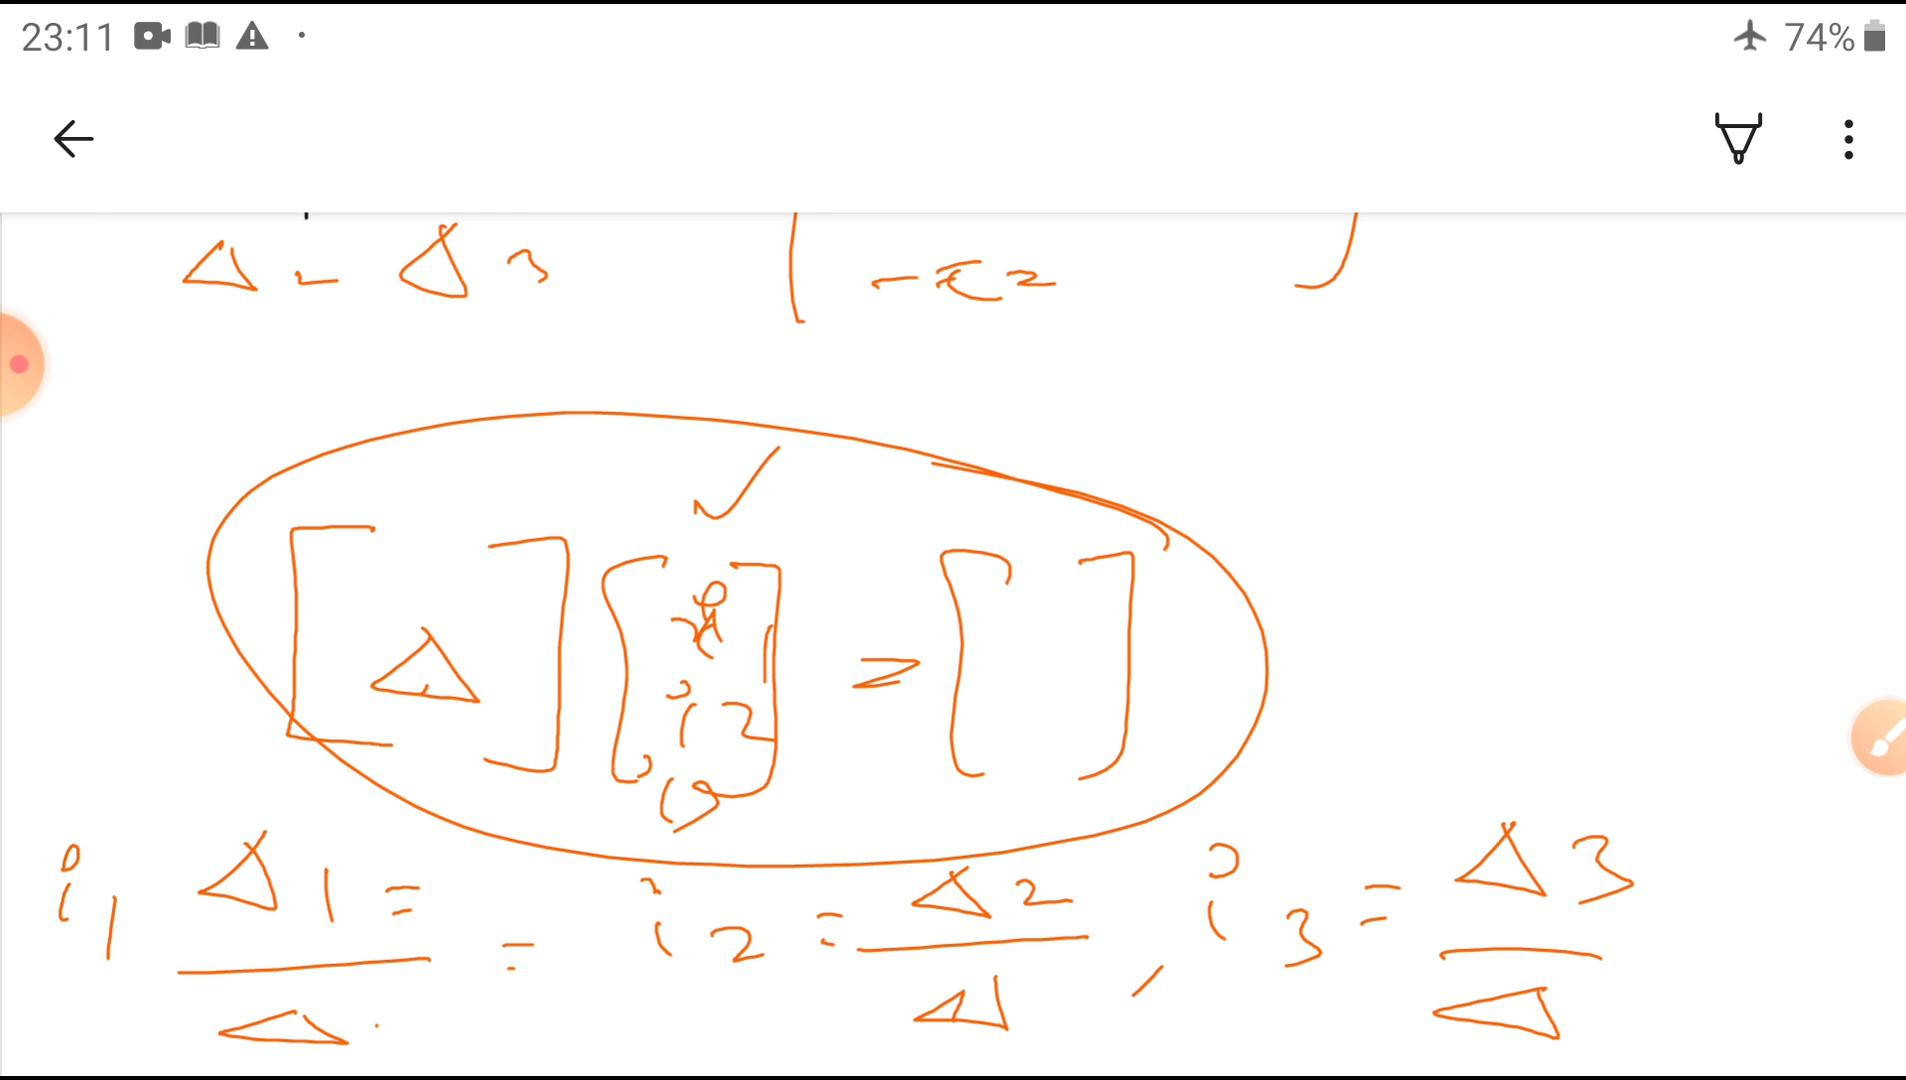 23:11 74%
Δ - Δ3 -E2
[Δ] [i1 i2 i3] = [ ]
i1 Δ1 = / Δ = i2 = Δ2 / Δ , i3 = Δ3 / Δ